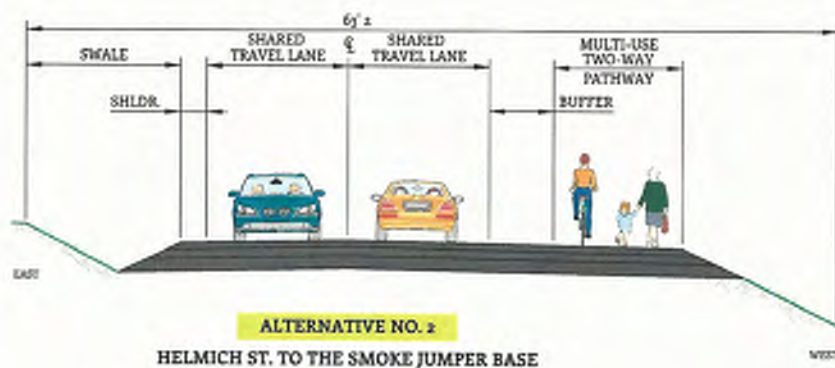 63' ±
SWALE
SHARED
TRAVEL LANE
℄
SHARED
TRAVEL LANE
MULTI-USE
TWO-WAY
PATHWAY
SHLDR.
BUFFER
EAST
ALTERNATIVE NO. 2
HELMICH ST. TO THE SMOKE JUMPER BASE
WEST